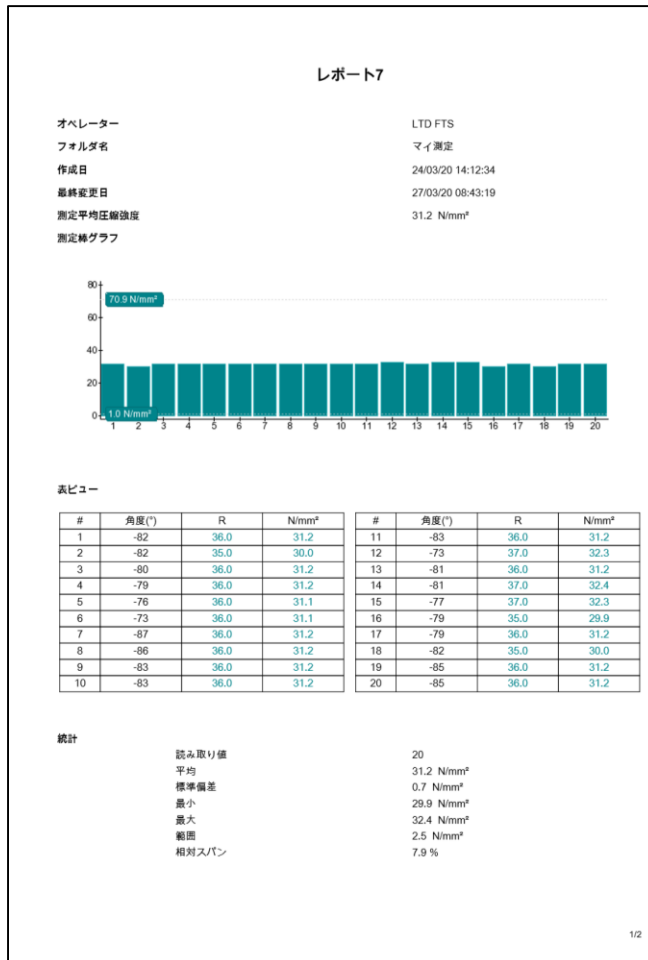 レポート7
オペレーター LTD FTS
フォルダ名 マイ測定
作成日 24/03/20 14:12:34
最終変更日 27/03/20 08:43:19
測定平均圧縮強度 31.2 N/mm²
測定棒グラフ
80
70.9 N/mm²
60
40
20
0
1.0 N/mm²
1 2 3 4 5 6 7 8 9 10 11 12 13 14 15 16 17 18 19 20
表ビュー
# 角度(°) R N/mm² # 角度(°) R N/mm²
1 -82 36.0 31.2 11 -83 36.0 31.2
2 -82 35.0 30.0 12 -73 37.0 32.3
3 -80 36.0 31.2 13 -81 36.0 31.2
4 -79 36.0 31.2 14 -81 37.0 32.4
5 -76 36.0 31.1 15 -77 37.0 32.3
6 -73 36.0 31.1 16 -79 35.0 29.9
7 -87 36.0 31.2 17 -79 36.0 31.2
8 -86 36.0 31.2 18 -82 35.0 30.0
9 -83 36.0 31.2 19 -85 36.0 31.2
10 -83 36.0 31.2 20 -85 36.0 31.2
統計
読み取り値 20
平均 31.2 N/mm²
標準偏差 0.7 N/mm²
最小 29.9 N/mm²
最大 32.4 N/mm²
範囲 2.5 N/mm²
相対スパン 7.9 %
1/2